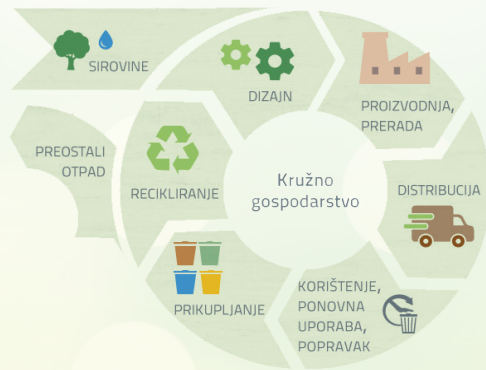 SIROVINE
DIZAJN
PROIZVODNJA,
PRERADA
PREOSTALI
OTPAD
RECIKLIRANJE
Kružno
gospodarstvo
DISTRIBUCIJA
PRIKUPLJANJE
KORIŠTENJE,
PONOVNA
UPORABA,
POPRAVAK